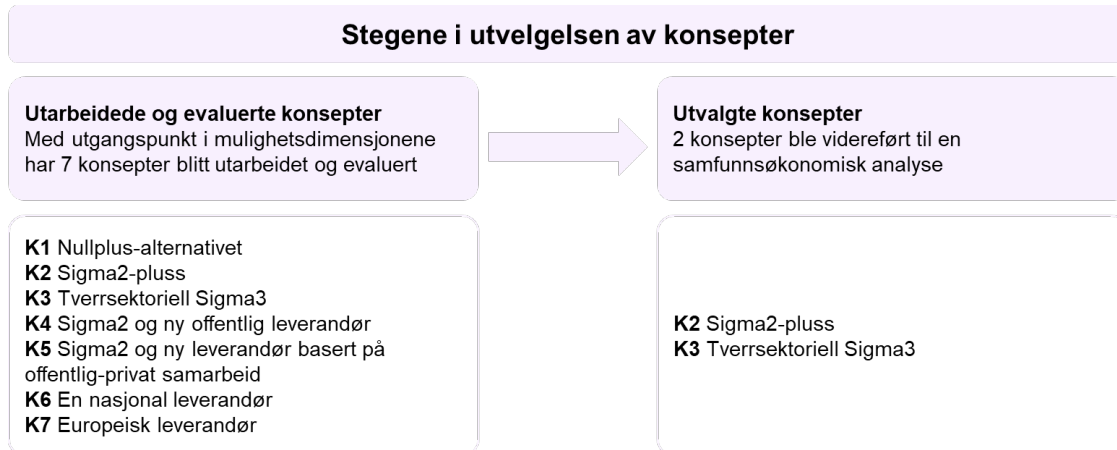 Stegene i utvelgelsen av konsepter
Utarbeidede og evaluerte konsepter
Med utgangspunkt i mulighetsdimensjonene
har 7 konsepter blitt utarbeidet og evaluert
Utvalgte konsepter
2 konsepter ble videreført til en
samfunnsøkonomisk analyse
K1 Nullplus-alternativet
K2 Sigma2-pluss
K3 Tverrsektoriell Sigma3
K4 Sigma2 og ny offentlig leverandør
K5 Sigma2 og ny leverandør basert på
offentlig-privat samarbeid
K6 En nasjonal leverandør
K7 Europeisk leverandør
K2 Sigma2-pluss
K3 Tverrsektoriell Sigma3